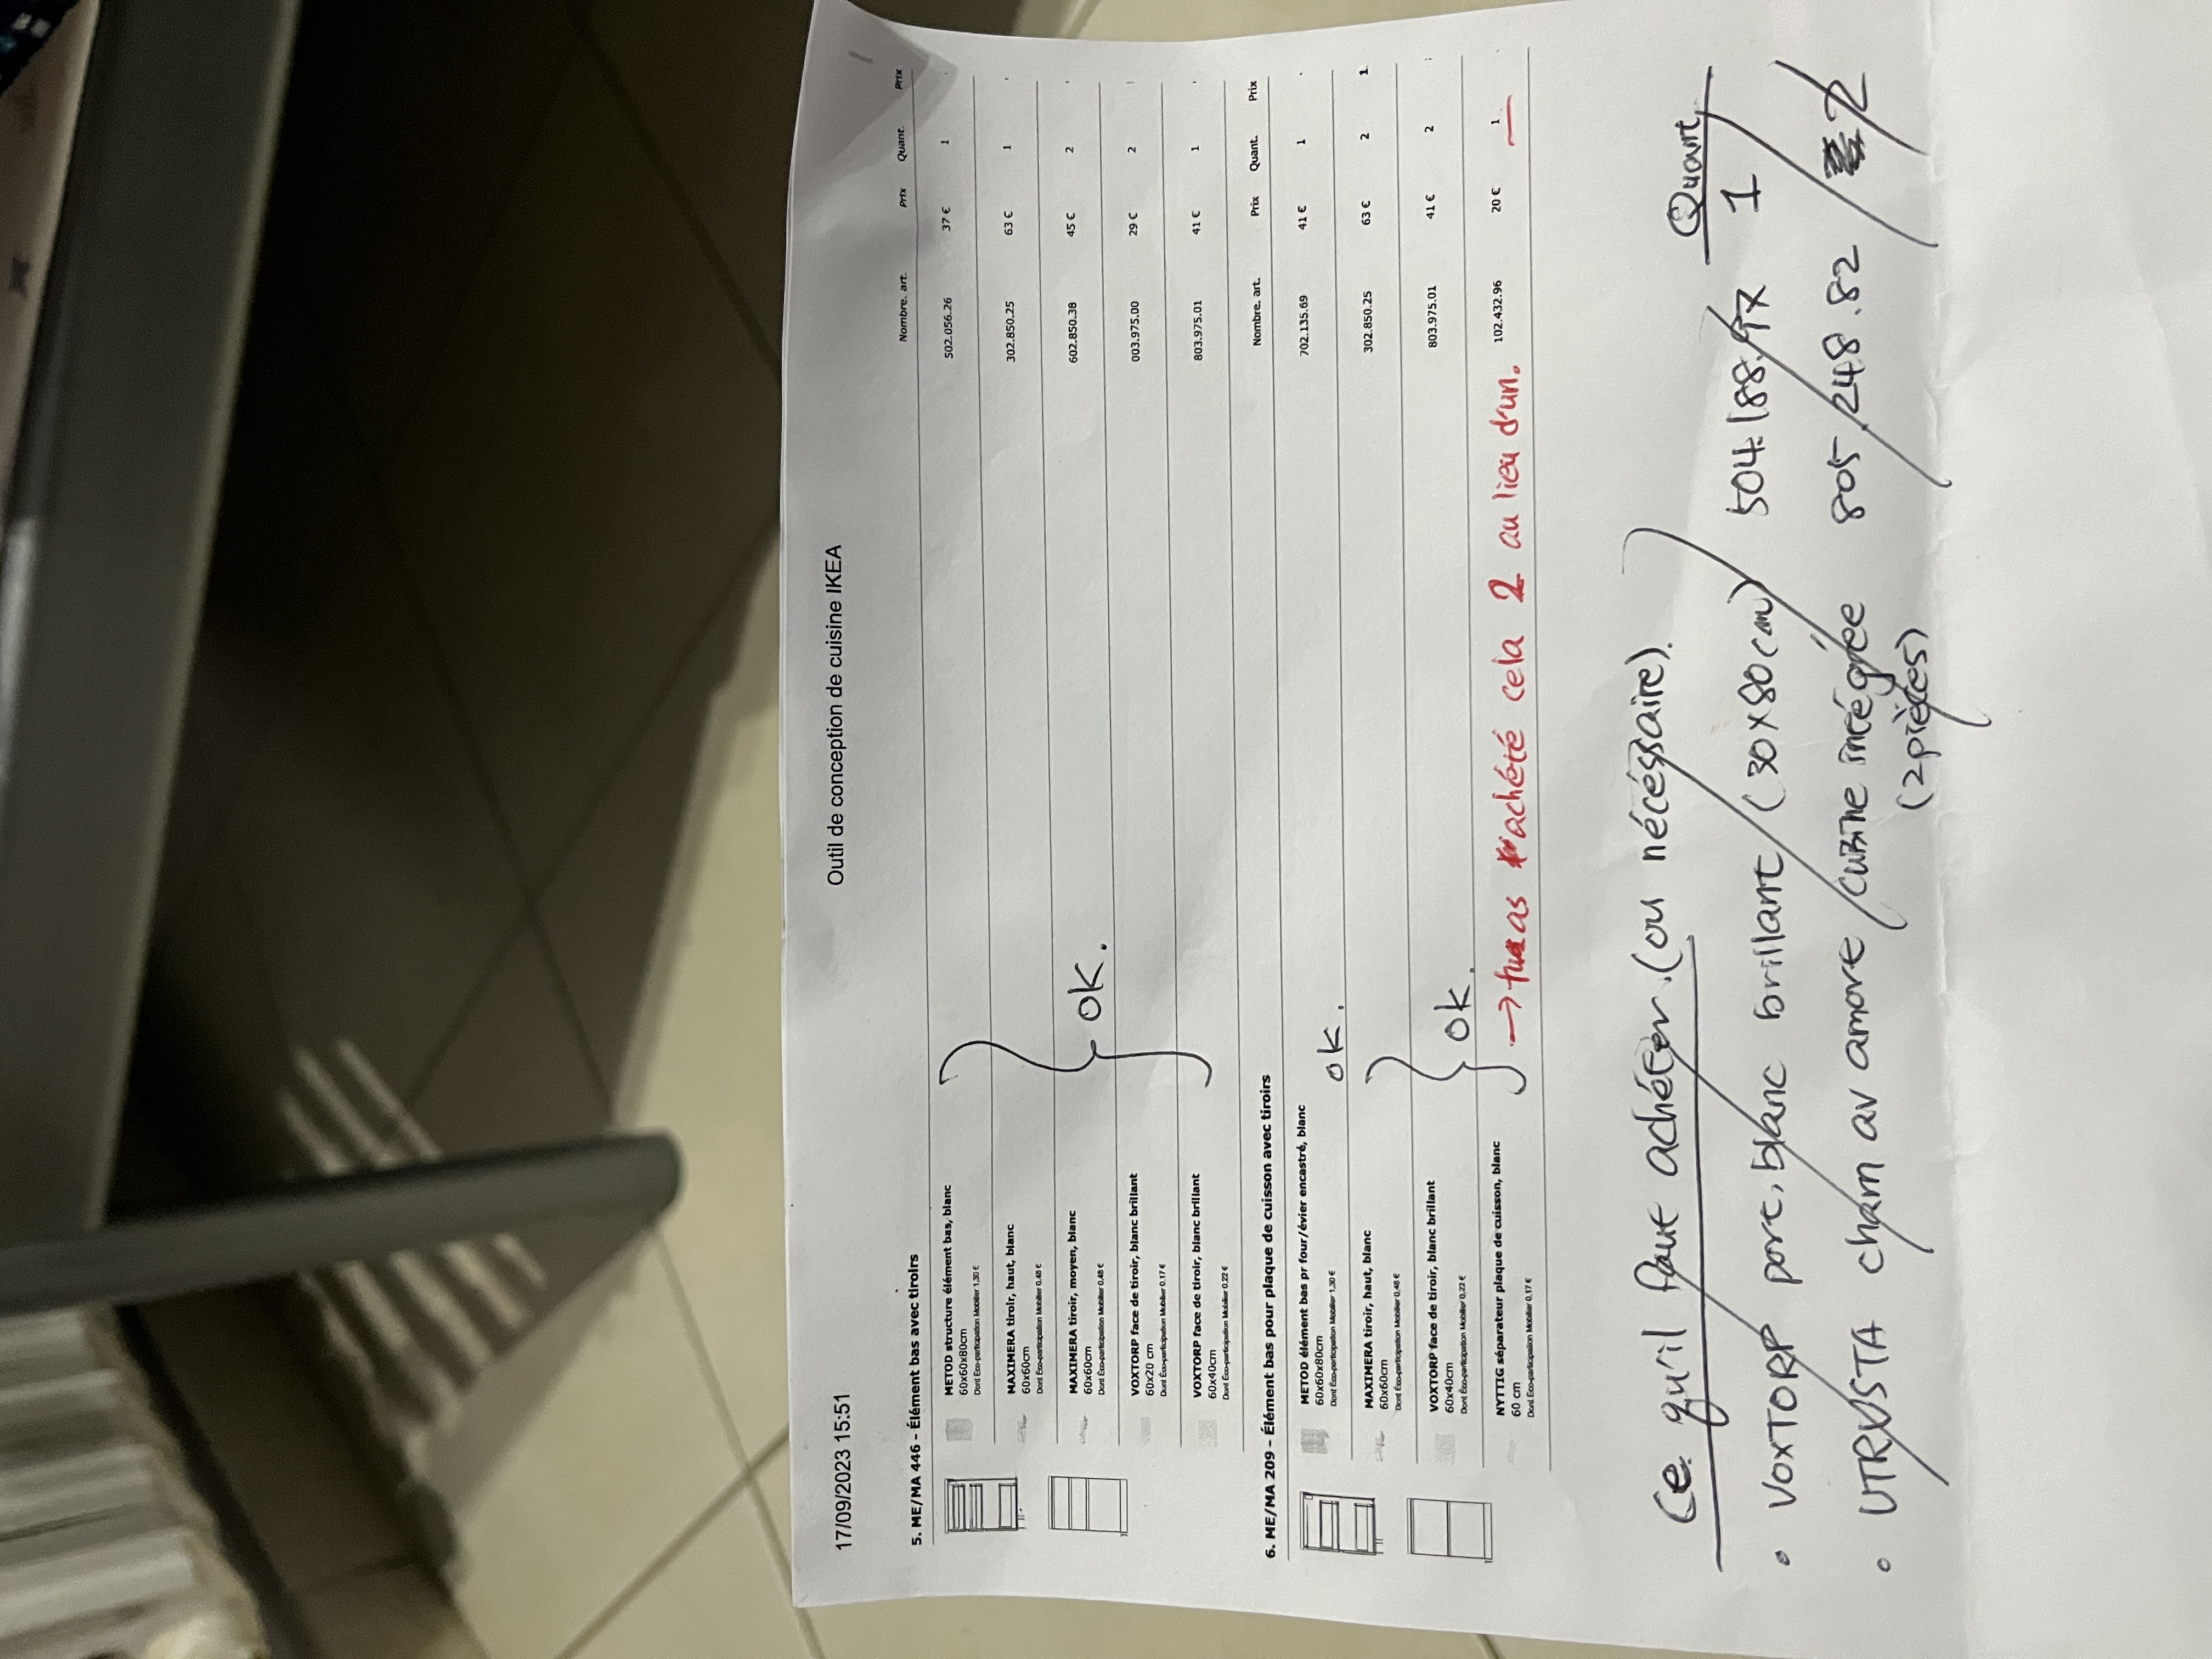 17/09/2023 15:51
Outil de conception de cuisine IKEA
5. ME/MA 446 - Élément bas avec tiroirs Nombre. art. Prix Quant. Prix
METOD structure élément bas, blanc 502.056.26 37 € 1
60x60x80cm
Dont Éco-participation Mobilier 1,30 €
MAXIMERA tiroir, haut, blanc 302.850.25 63 € 1
60x60cm
Dont Éco-participation Mobilier 0,48 €
MAXIMERA tiroir, moyen, blanc 602.850.38 45 € 2
60x60cm
Dont Éco-participation Mobilier 0,48 €
OK.
VOXTORP face de tiroir, blanc brillant 003.975.00 29 € 2
60x20 cm
Dont Éco-participation Mobilier 0,17 €
VOXTORP face de tiroir, blanc brillant 803.975.01 41 € 1
60x40cm
Dont Éco-participation Mobilier 0,22 €
6. ME/MA 209 - Élément bas pour plaque de cuisson avec tiroirs Nombre. art. Prix Quant. Prix
METOD élément bas pr four/évier encastré, blanc 702.135.69 41 € 1
60x60x80cm
Dont Éco-participation Mobilier 1,30 €
ok.
MAXIMERA tiroir, haut, blanc 302.850.25 63 € 2 1
60x60cm
Dont Éco-participation Mobilier 0,48 €
VOXTORP face de tiroir, blanc brillant 803.975.01 41 € 2
60x40cm
Dont Éco-participation Mobilier 0,22 €
ok.
NYTTIG séparateur plaque de cuisson, blanc 102.432.96 20 € 1
60 cm
Dont Éco-participation Mobilier 0,17 €
→ tu as achété cela 2 au lieu d'un.
Ce qu'il faut achéter. (ou nécéssaire).
Quant.
• VOXTORP porte, blanc brillant (30x80cm) 504.188.97 1
• UTRUSTA charn av amore cuisine intégrée 805.248.82 2
(2 pièces)